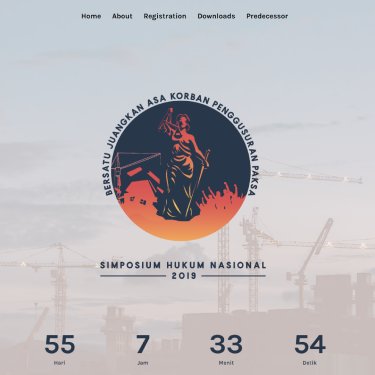 Home About Registration Downloads Predecessor
BERSATU JUANGKAN ASA KORBAN PENGGUSURAN PAKSA
SIMPOSIUM HUKUM NASIONAL
2019
55 7 33 54
Hari Jam Menit Detik